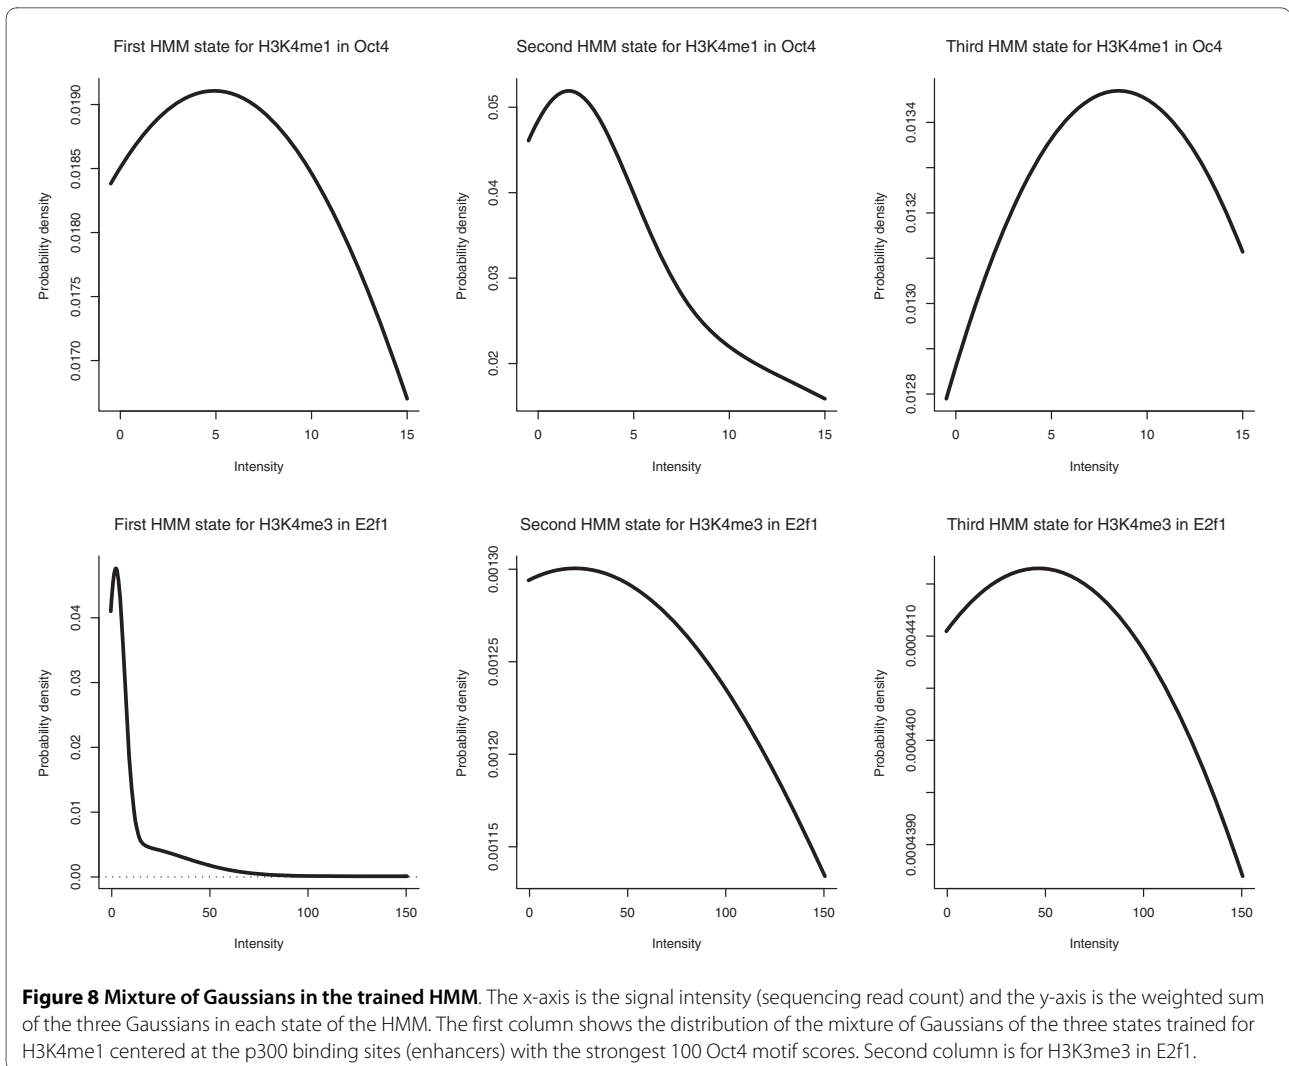 First HMM state for H3K4me1 in Oct4
Probability density
0.0170 0.0175 0.0180 0.0185 0.0190
0 5 10 15
Intensity
Second HMM state for H3K4me1 in Oct4
Probability density
0.02 0.03 0.04 0.05
0 5 10 15
Intensity
Third HMM state for H3K4me1 in Oc4
Probability density
0.0128 0.0130 0.0132 0.0134
0 5 10 15
Intensity
First HMM state for H3K4me3 in E2f1
Probability density
0.00 0.01 0.02 0.03 0.04
0 50 100 150
Intensity
Second HMM state for H3K4me3 in E2f1
Probability density
0.00115 0.00120 0.00125 0.00130
0 50 100 150
Intensity
Third HMM state for H3K4me3 in E2f1
Probability density
0.0004390 0.0004400 0.0004410
0 50 100 150
Intensity
Figure 8 Mixture of Gaussians in the trained HMM. The x-axis is the signal intensity (sequencing read count) and the y-axis is the weighted sum
of the three Gaussians in each state of the HMM. The first column shows the distribution of the mixture of Gaussians of the three states trained for
H3K4me1 centered at the p300 binding sites (enhancers) with the strongest 100 Oct4 motif scores. Second column is for H3K3me3 in E2f1.